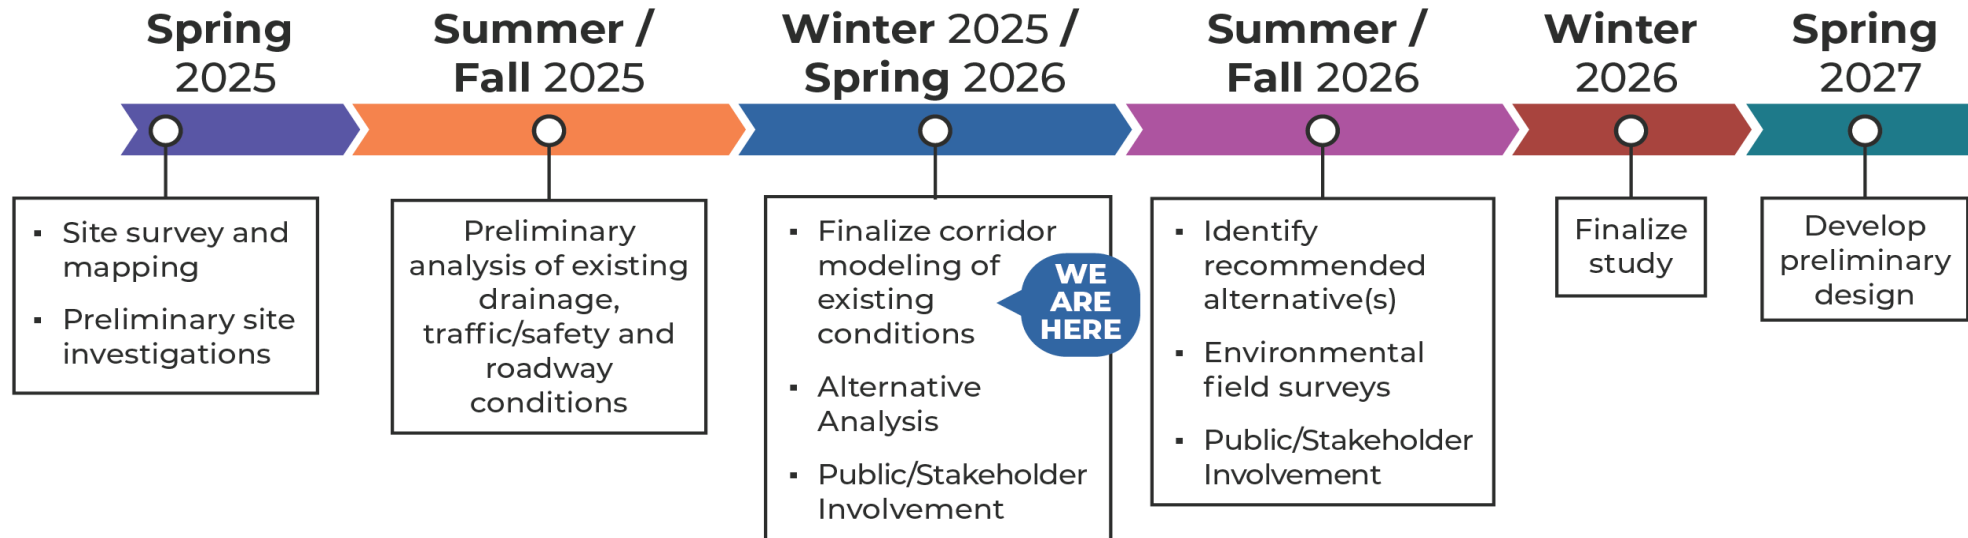 Spring
2025
Summer /
Fall 2025
Winter 2025 /
Spring 2026
Summer /
Fall 2026
Winter
2026
Spring
2027
▪ Site survey and
mapping
▪ Preliminary site
investigations
Preliminary
analysis of existing
drainage,
traffic/safety and
roadway
conditions
▪ Finalize corridor
modeling of
existing
conditions
▪ Alternative
Analysis
▪ Public/Stakeholder
Involvement
WE
ARE
HERE
▪ Identify
recommended
alternative(s)
▪ Environmental
field surveys
▪ Public/Stakeholder
Involvement
Finalize
study
Develop
preliminary
design